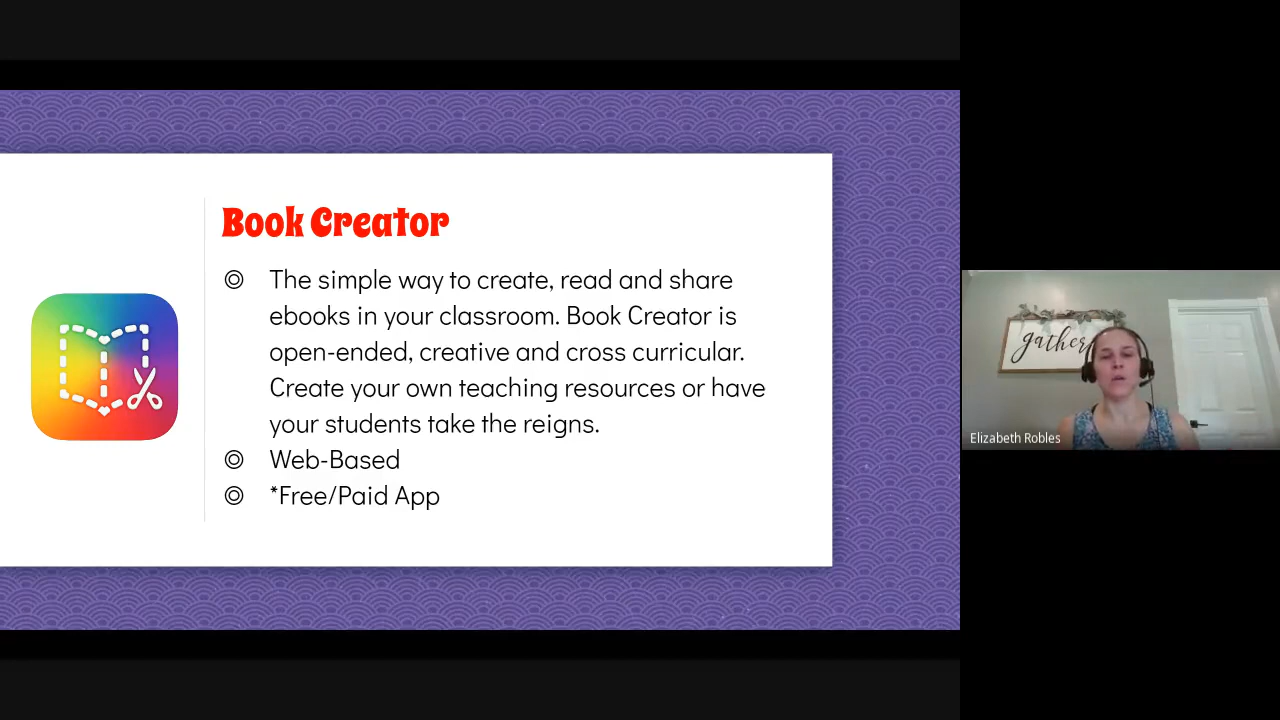 Book Creator
◎ The simple way to create, read and share
ebooks in your classroom. Book Creator is
open-ended, creative and cross curricular.
Create your own teaching resources or have
your students take the reigns.
◎ Web-Based
◎ *Free/Paid App
gather
Elizabeth Robles